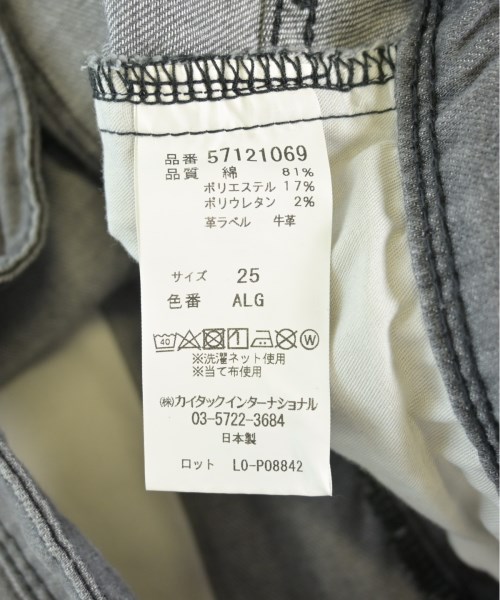 品番 57121069
品質 綿 81%
ポリエステル 17%
ポリウレタン 2%
革ラベル 牛革
サイズ 25
色番 ALG
40 W
※洗濯ネット使用
※当て布使用
㈱カイタックインターナショナル
03-5722-3684
日本製
ロット LO-P08842